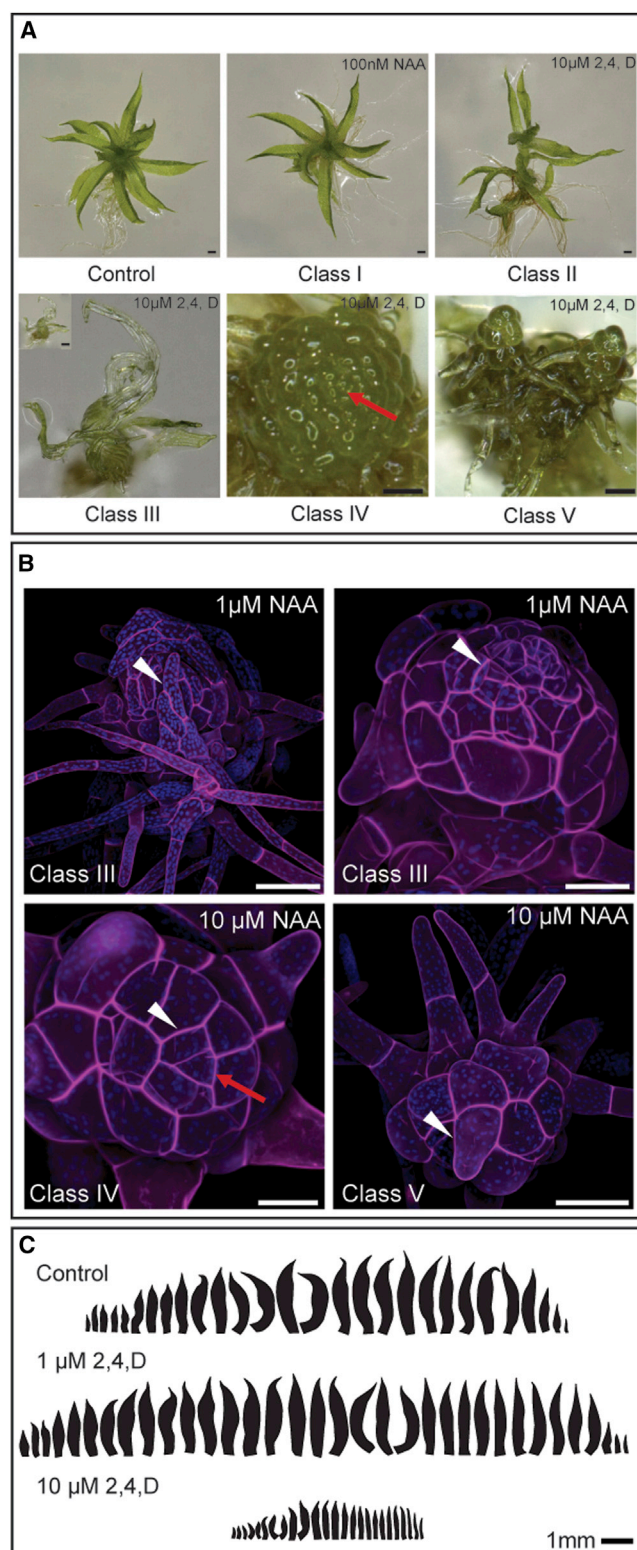 A
100nM NAA
10µM 2,4, D
Control
Class I
Class II
10µM 2,4, D
10µM 2,4, D
10µM 2,4, D
Class III
Class IV
Class V
B
1µM NAA
1µM NAA
Class III
Class III
10 µM NAA
10 µM NAA
Class IV
Class V
C
Control
1 µM 2,4,D
10 µM 2,4,D
1mm